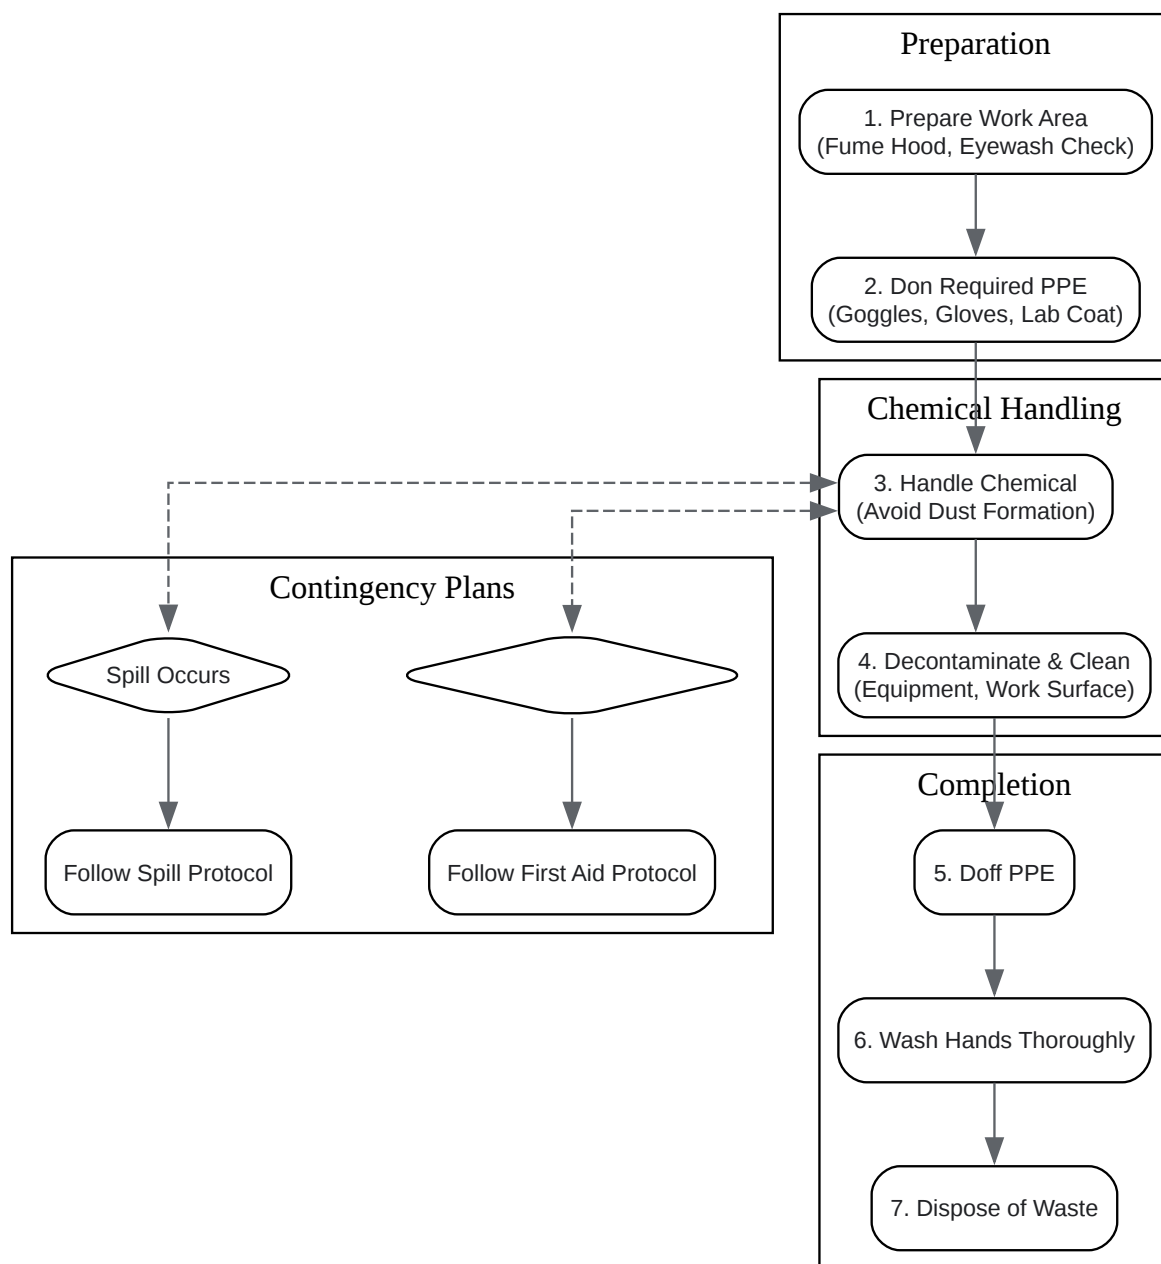 Preparation
1. Prepare Work Area
(Fume Hood, Eyewash Check)
2. Don Required PPE
(Goggles, Gloves, Lab Coat)
Chemical Handling
3. Handle Chemical
(Avoid Dust Formation)
4. Decontaminate & Clean
(Equipment, Work Surface)
Contingency Plans
Spill Occurs
Follow Spill Protocol
Follow First Aid Protocol
Completion
5. Doff PPE
6. Wash Hands Thoroughly
7. Dispose of Waste